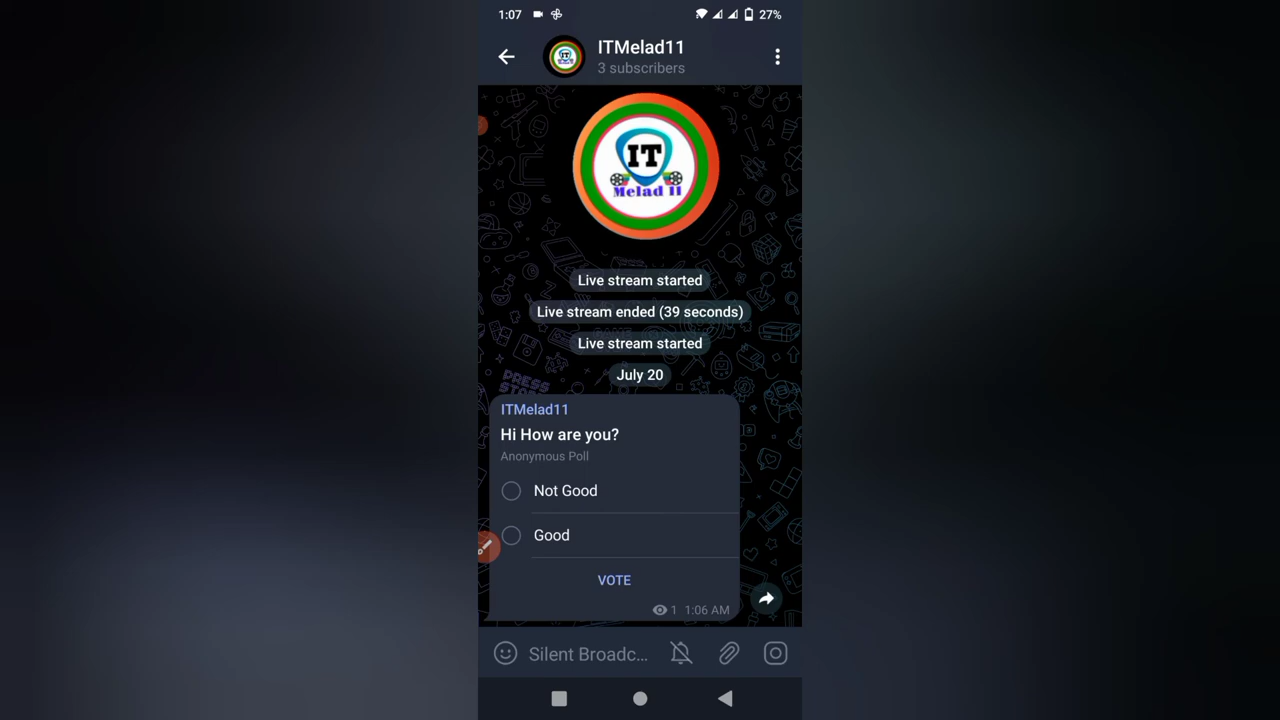 1:07
27%
ITMelad11
3 subscribers
IT
Melad 11
Live stream started
Live stream ended (39 seconds)
Live stream started
July 20
PRESS
ITMelad11
Hi How are you?
Anonymous Poll
Not Good
Good
VOTE
1 1:06 AM
Silent Broadc...